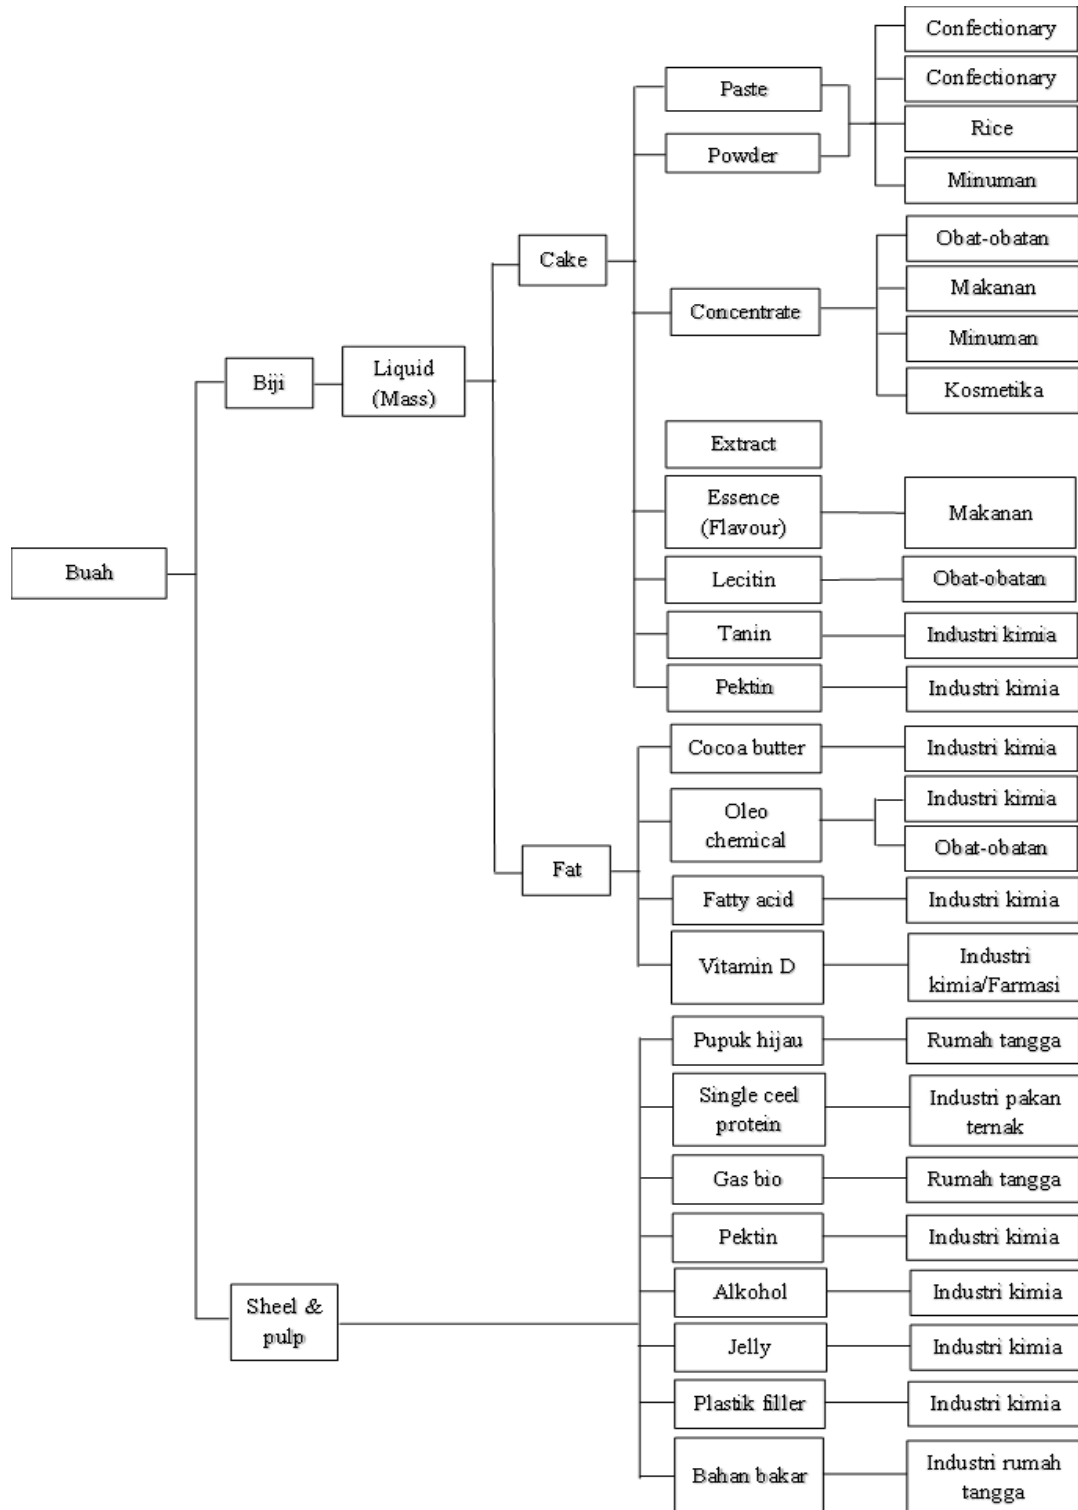 Confectionary
Confectionary
Paste
Rice
Powder
Minuman
Obat-obatan
Cake
Makanan
Concentrate
Minuman
Biji
Liquid
(Mass)
Kosmetika
Extract
Essence
(Flavour)
Makanan
Buah
Lecitin
Obat-obatan
Tanin
Industri kimia
Pektin
Industri kimia
Cocoa butter
Industri kimia
Oleo
chemical
Industri kimia
Obat-obatan
Fat
Fatty acid
Industri kimia
Vitamin D
Industri
kimia/Farmasi
Pupuk hijau
Rumah tangga
Single ceel
protein
Industri pakan
ternak
Gas bio
Rumah tangga
Pektin
Industri kimia
Sheel &
pulp
Alkohol
Industri kimia
Jelly
Industri kimia
Plastik filler
Industri kimia
Bahan bakar
Industri rumah
tangga